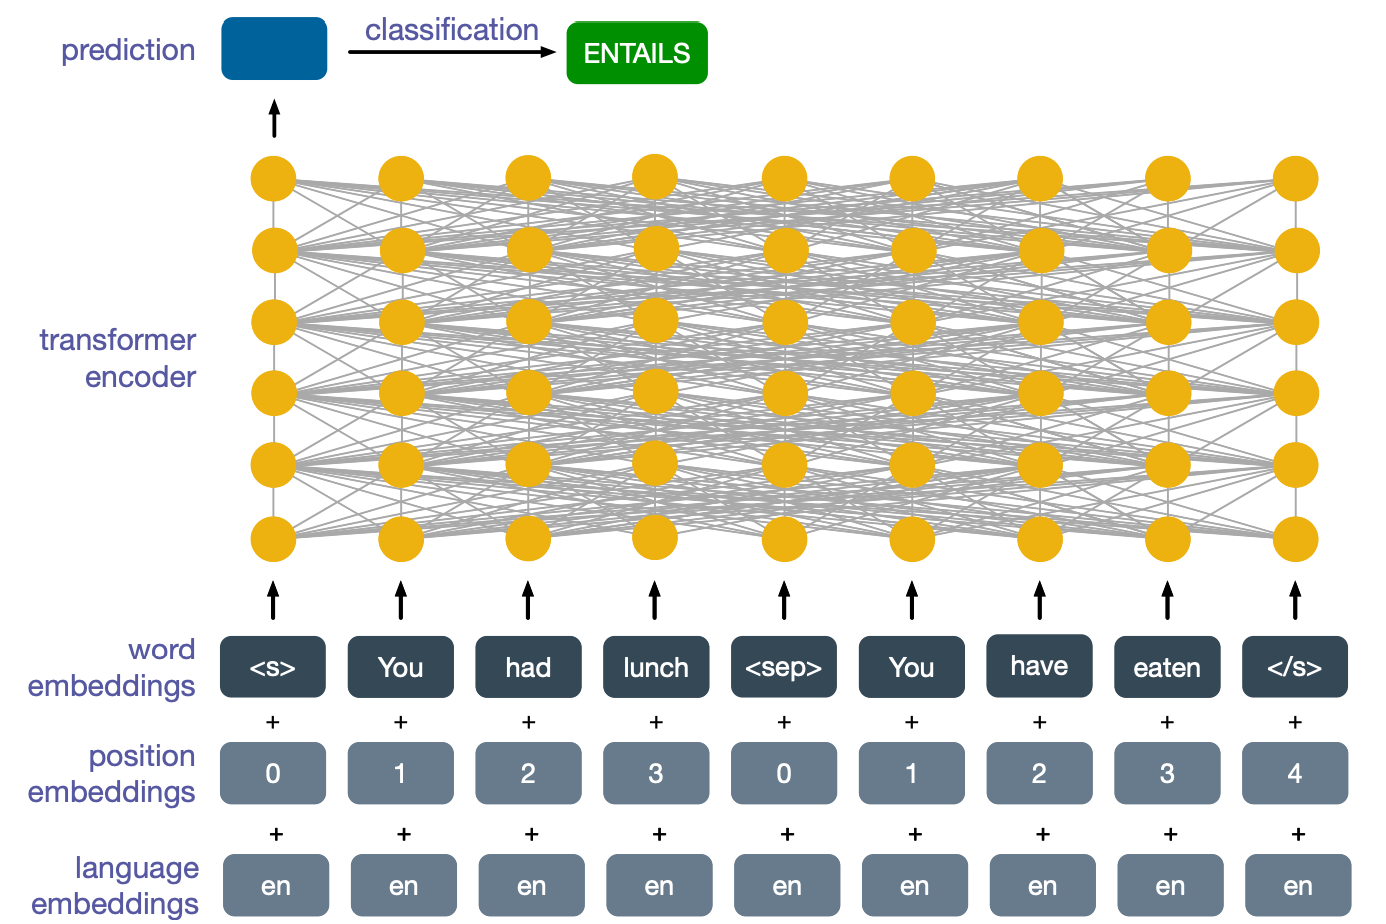 prediction
classification
ENTAILS
transformer
encoder
word
embeddings
<s> You had lunch <sep> You have eaten </s>
+ + + + + + + + +
position
embeddings
0 1 2 3 0 1 2 3 4
+ + + + + + + + +
language
embeddings
en en en en en en en en en